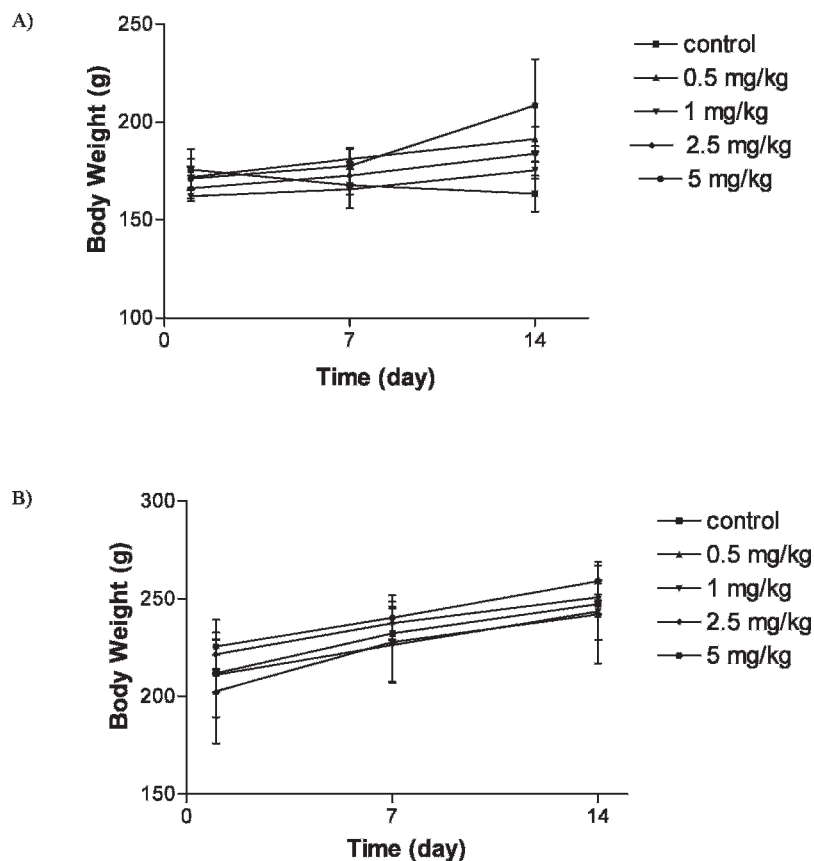 A)
250
200
150
100
Body Weight (g)
0 7 14
Time (day)
control
0.5 mg/kg
1 mg/kg
2.5 mg/kg
5 mg/kg
B)
300
250
200
150
Body Weight (g)
0 7 14
Time (day)
control
0.5 mg/kg
1 mg/kg
2.5 mg/kg
5 mg/kg